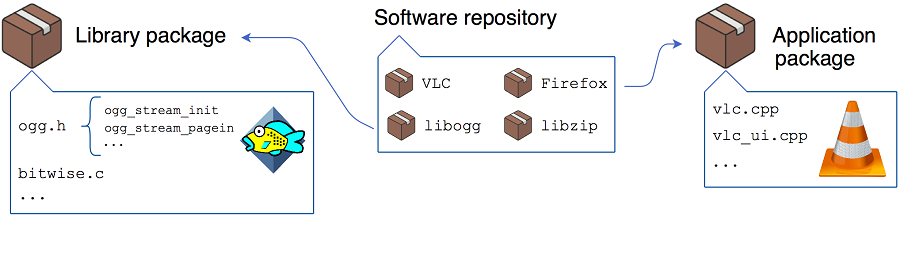 Library package
ogg.h
ogg_stream_init
ogg_stream_pagein
...
bitwise.c
...
Software repository
VLC
Firefox
libogg
libzip
Application
package
vlc.cpp
vlc_ui.cpp
...